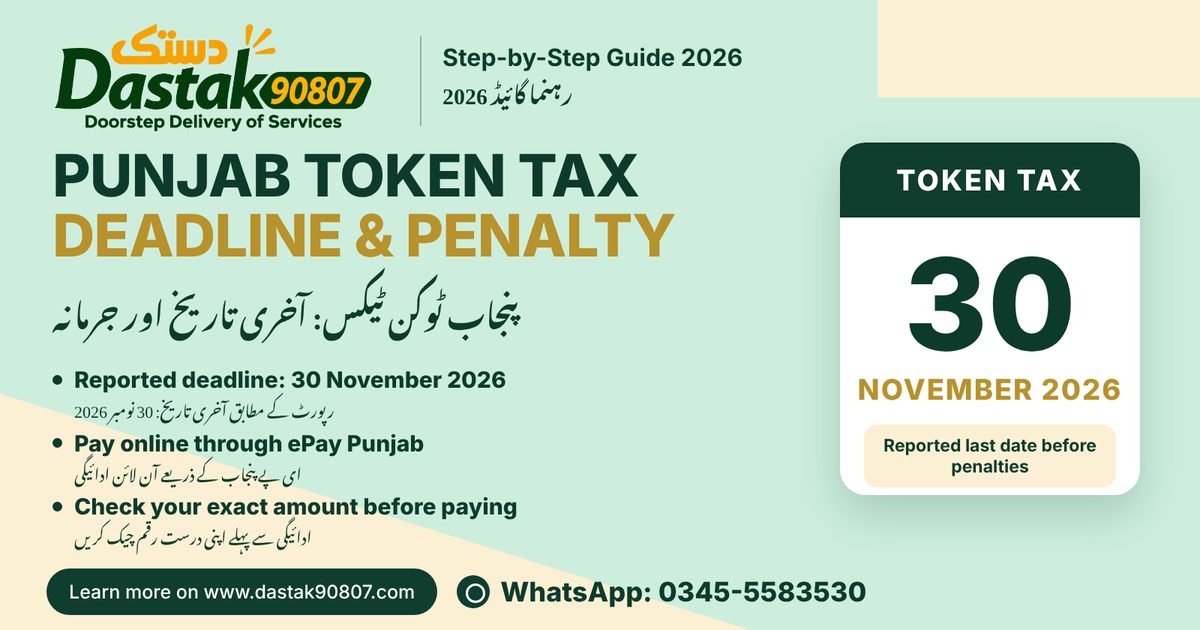 دستک
Dastak 90807
Doorstep Delivery of Services
Step-by-Step Guide 2026
رہنما گائیڈ 2026
PUNJAB TOKEN TAX
DEADLINE & PENALTY
پنجاب ٹوکن ٹیکس: آخری تاریخ اور جرمانہ
• Reported deadline: 30 November 2026
رپورٹ کے مطابق آخری تاریخ: 30 نومبر 2026
• Pay online through ePay Punjab
ای پے پنجاب کے ذریعے آن لائن ادائیگی
• Check your exact amount before paying
ادائیگی سے پہلے اپنی درست رقم چیک کریں
TOKEN TAX
30
NOVEMBER 2026
Reported last date before
penalties
Learn more on www.dastak90807.com
WhatsApp: 0345-5583530